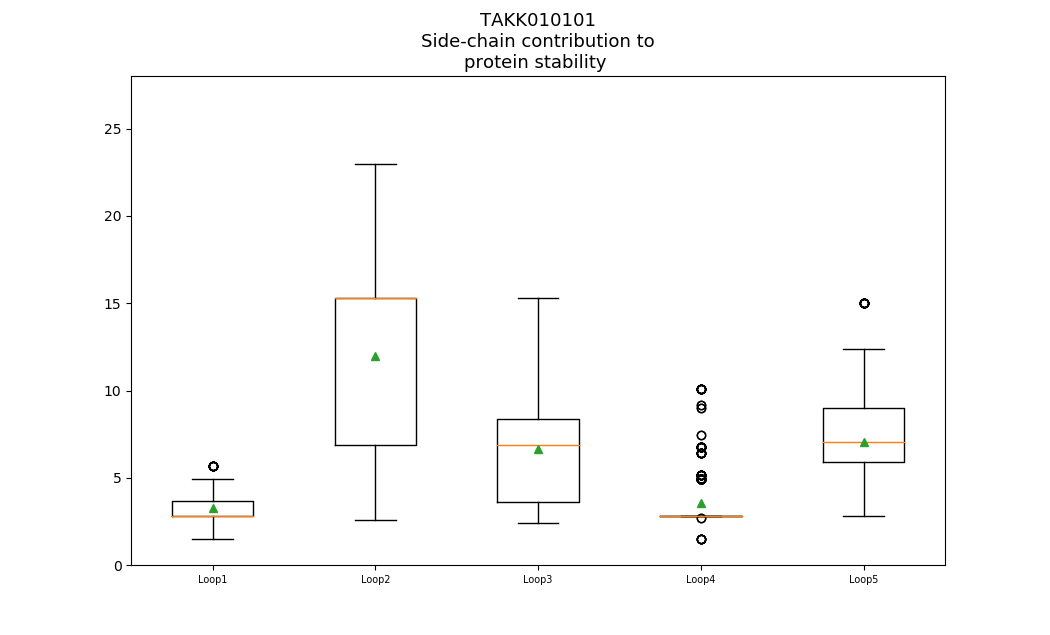 TAKK010101
Side-chain contribution to
protein stability
25
20
15
10
5
0
Loop1
Loop2
Loop3
Loop4
Loop5